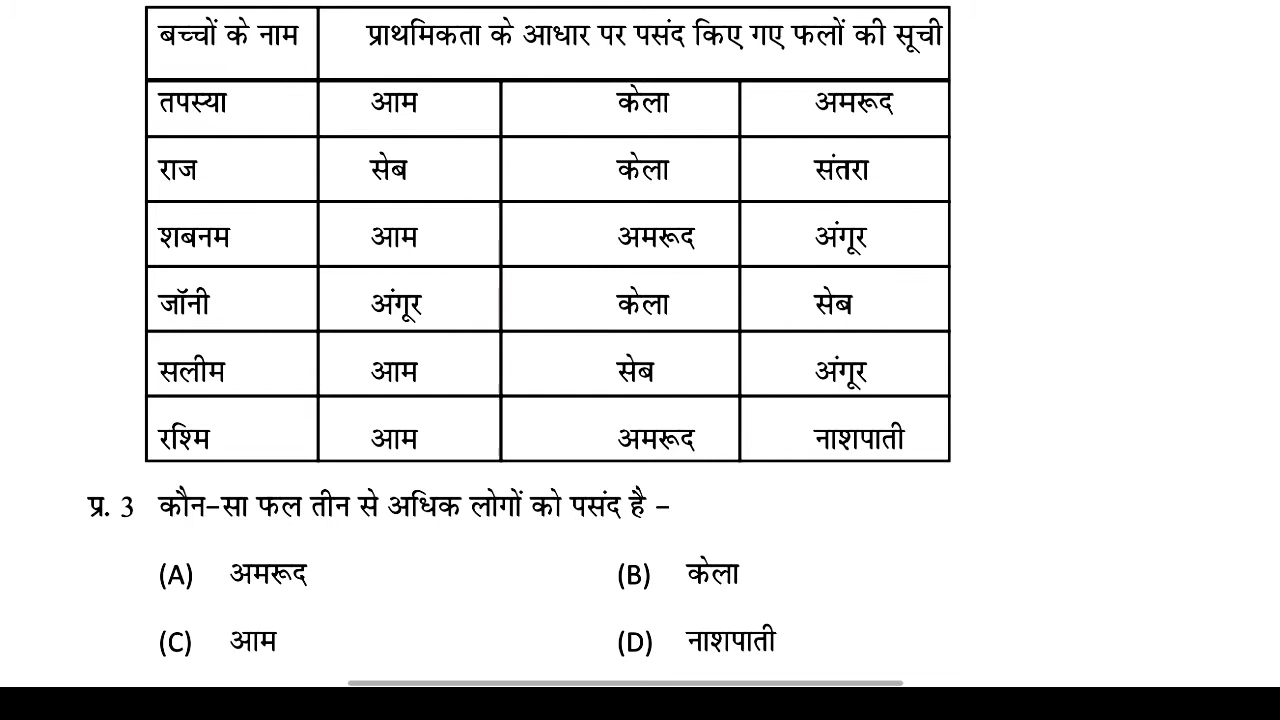 बच्चों के नाम प्राथमिकता के आधार पर पसंद किए गए फलों की सूची
तपस्या आम केला अमरूद
राज सेब केला संतरा
शबनम आम अमरूद अंगूर
जॉनी अंगूर केला सेब
सलीम आम सेब अंगूर
रश्मि आम अमरूद नाशपाती
प्र. 3 कौन-सा फल तीन से अधिक लोगों को पसंद है -
(A) अमरूद (B) केला
(C) आम (D) नाशपाती